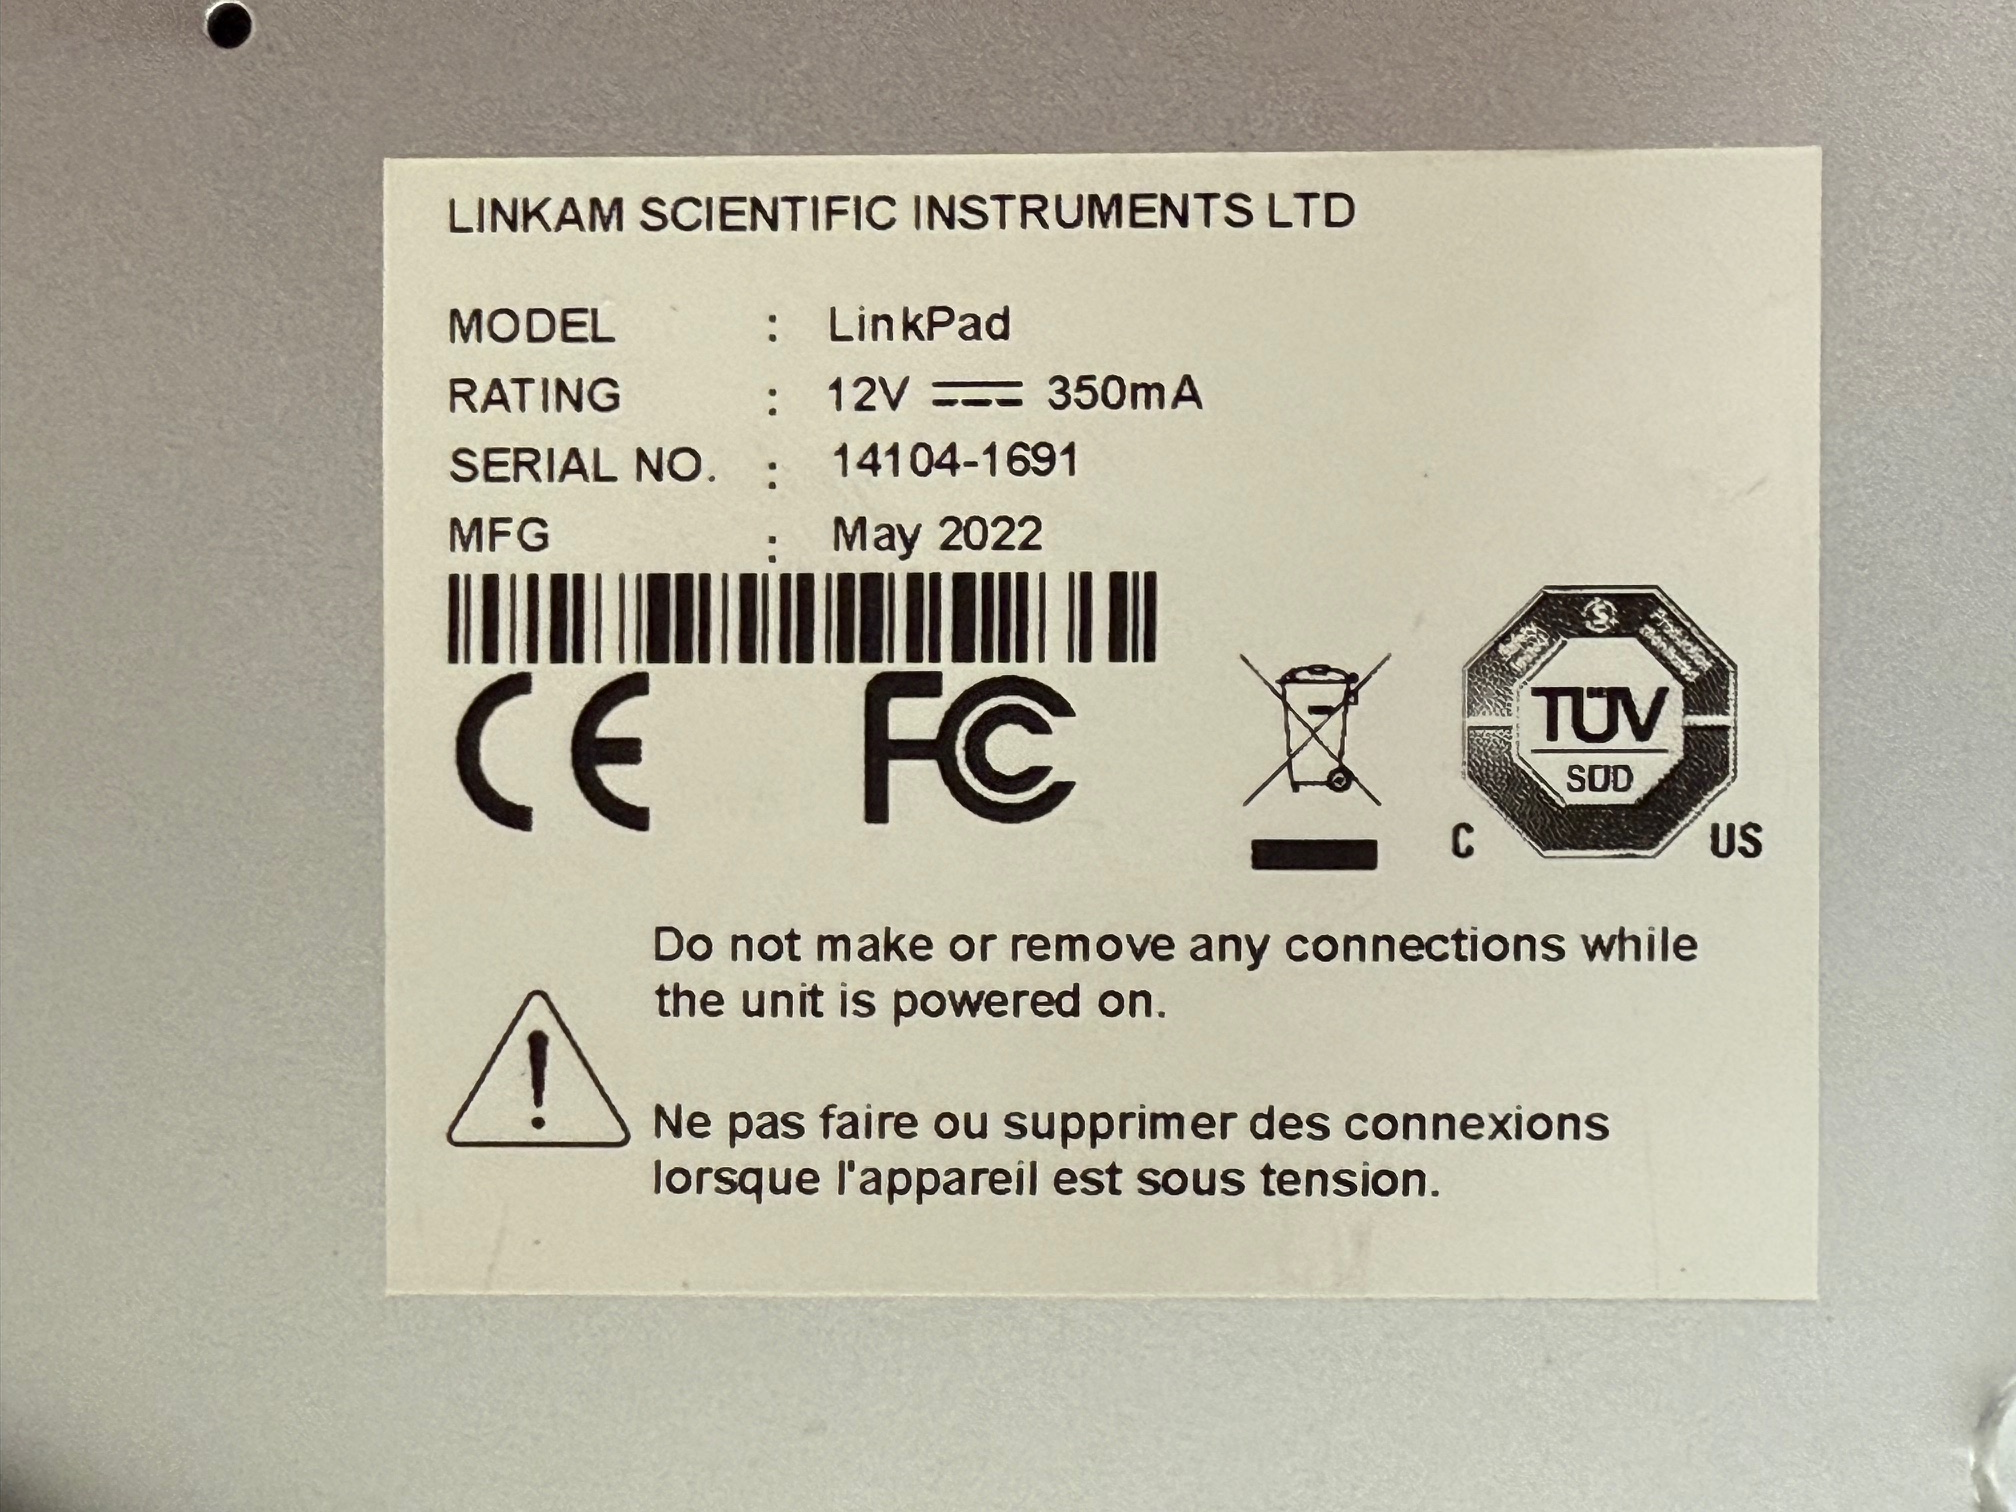 LINKAM SCIENTIFIC INSTRUMENTS LTD
MODEL : LinkPad
RATING : 12V ⎓ 350mA
SERIAL NO. : 14104-1691
MFG : May 2022
CE FC
TÜV
SÜD
C US
Do not make or remove any connections while
the unit is powered on.
Ne pas faire ou supprimer des connexions
lorsque l'appareil est sous tension.